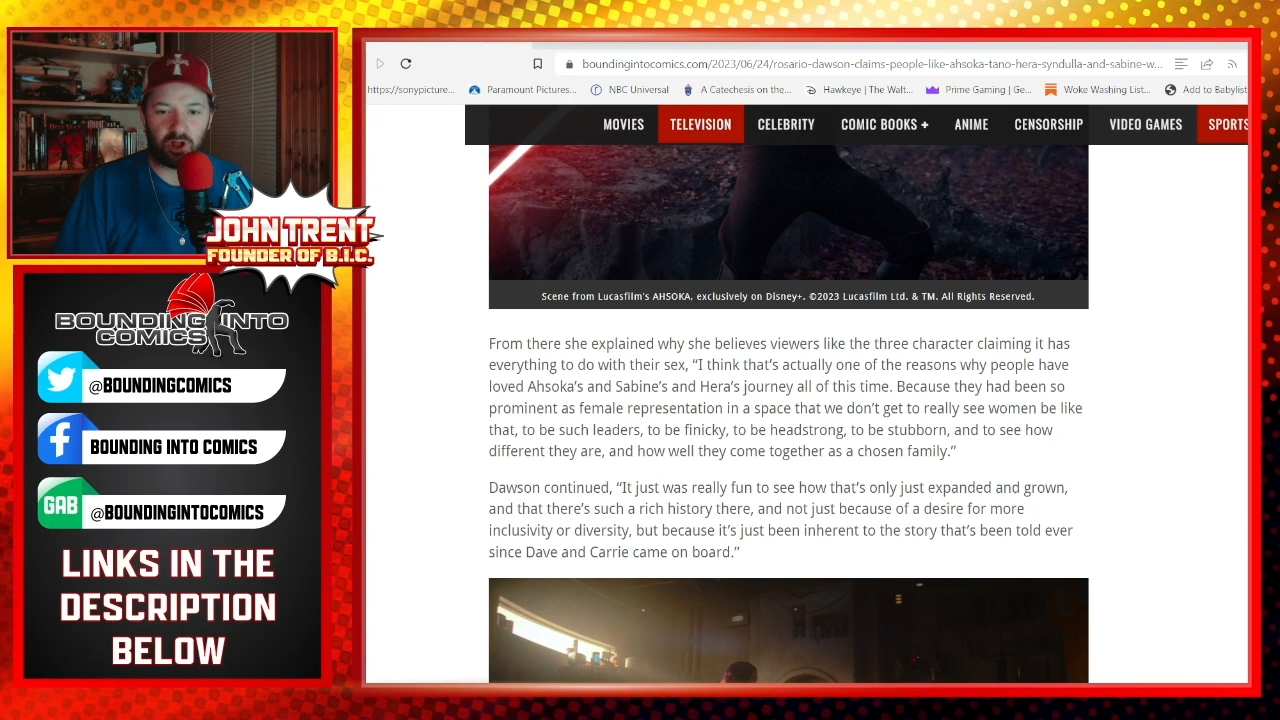 JOHN TRENT
FOUNDER OF B.I.C.
BOUNDING INTO
COMICS
@BOUNDINGCOMICS
BOUNDING INTO COMICS
GAB
@BOUNDINGINTOCOMICS
LINKS IN THE
DESCRIPTION
BELOW
boundingintocomics.com/2023/06/24/rosario-dawson-claims-people-like-ahsoka-tano-hera-syndulla-and-sabine-w...
https://sonypicture... Paramount Pictures... NBC Universal A Catechesis on the... Hawkeye | The Walt... Prime Gaming | Ge... Woke Washing List... Add to Babylist
MOVIES TELEVISION CELEBRITY COMIC BOOKS + ANIME CENSORSHIP VIDEO GAMES SPORTS
Scene from Lucasfilm's AHSOKA, exclusively on Disney+. ©2023 Lucasfilm Ltd. & TM. All Rights Reserved.
From there she explained why she believes viewers like the three character claiming it has
everything to do with their sex, “I think that’s actually one of the reasons why people have
loved Ahsoka’s and Sabine’s and Hera’s journey all of this time. Because they had been so
prominent as female representation in a space that we don’t get to really see women be like
that, to be such leaders, to be finicky, to be headstrong, to be stubborn, and to see how
different they are, and how well they come together as a chosen family.”
Dawson continued, “It just was really fun to see how that’s only just expanded and grown,
and that there’s such a rich history there, and not just because of a desire for more
inclusivity or diversity, but because it’s just been inherent to the story that’s been told ever
since Dave and Carrie came on board.”